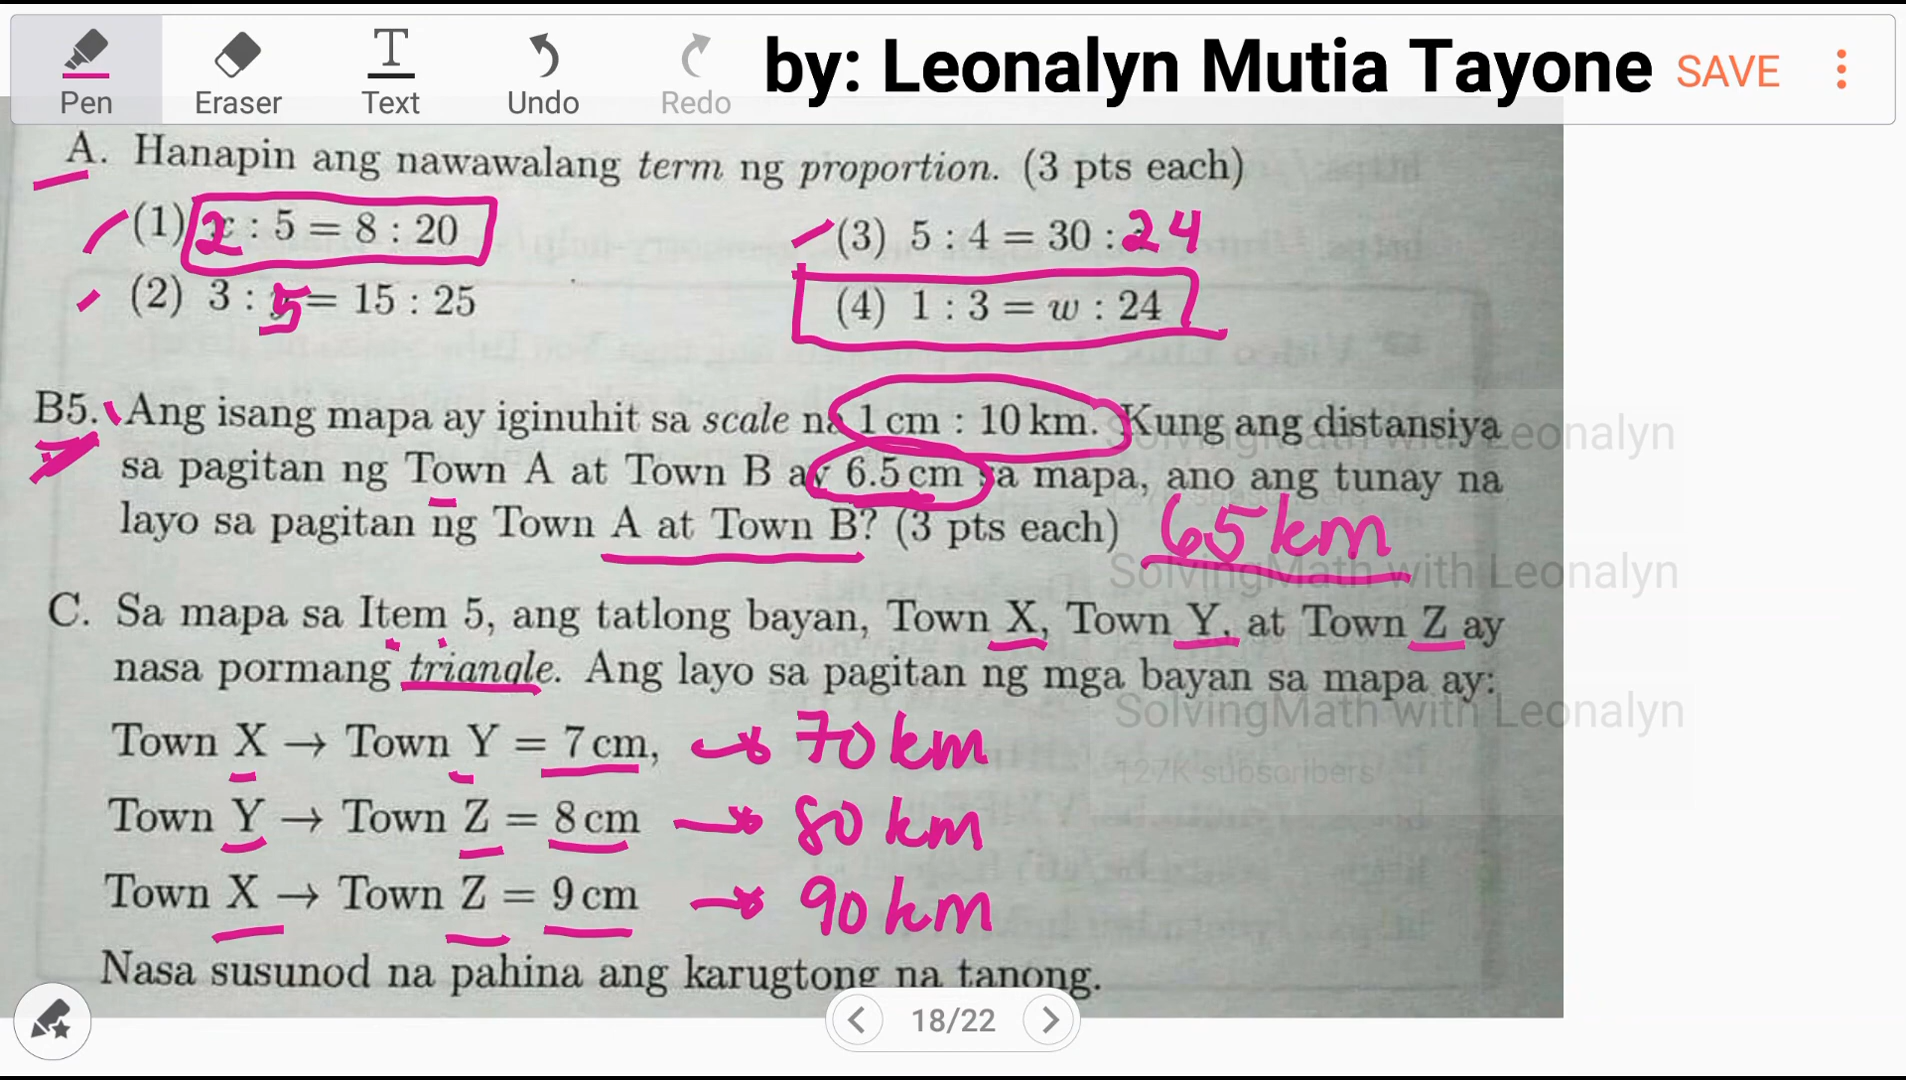 Pen
Eraser
Text
Undo
Redo
by: Leonalyn Mutia Tayone
SAVE
A. Hanapin ang nawawalang term ng proportion. (3 pts each)
(1) 2 : 5 = 8 : 20
(2) 3 : 5 = 15 : 25
(3) 5 : 4 = 30 : 24
(4) 1 : 3 = w : 24
B5. Ang isang mapa ay iginuhit sa scale na 1 cm : 10 km. Kung ang distansiya
sa pagitan ng Town A at Town B ay 6.5 cm sa mapa, ano ang tunay na
layo sa pagitan ng Town A at Town B? (3 pts each) 65 km
SolvingMath with Leonalyn
SolvingMath with Leonalyn
C. Sa mapa sa Item 5, ang tatlong bayan, Town X, Town Y, at Town Z ay
nasa pormang triangle. Ang layo sa pagitan ng mga bayan sa mapa ay:
SolvingMath with Leonalyn
127K subscribers
Town X → Town Y = 7 cm, → 70 km
Town Y → Town Z = 8 cm → 80 km
Town X → Town Z = 9 cm → 90 km
Nasa susunod na pahina ang karugtong na tanong.
18/22